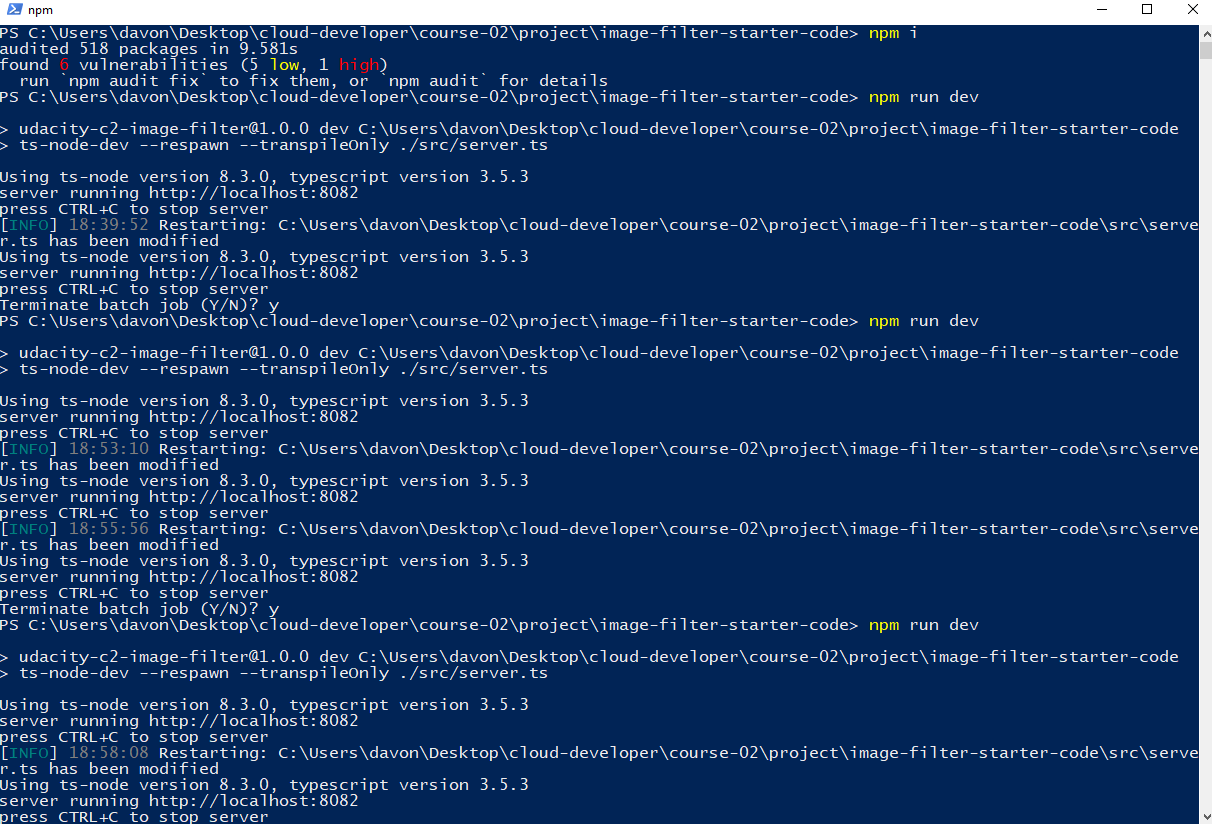 npm
PS C:\Users\davon\Desktop\cloud-developer\course-02\project\image-filter-starter-code> npm i
audited 518 packages in 9.581s
found 6 vulnerabilities (5 low, 1 high)
  run `npm audit fix` to fix them, or `npm audit` for details
PS C:\Users\davon\Desktop\cloud-developer\course-02\project\image-filter-starter-code> npm run dev
> udacity-c2-image-filter@1.0.0 dev C:\Users\davon\Desktop\cloud-developer\course-02\project\image-filter-starter-code
> ts-node-dev --respawn --transpileOnly ./src/server.ts
Using ts-node version 8.3.0, typescript version 3.5.3
server running http://localhost:8082
press CTRL+C to stop server
[INFO] 18:39:52 Restarting: C:\Users\davon\Desktop\cloud-developer\course-02\project\image-filter-starter-code\src\serve
r.ts has been modified
Using ts-node version 8.3.0, typescript version 3.5.3
server running http://localhost:8082
press CTRL+C to stop server
Terminate batch job (Y/N)? y
PS C:\Users\davon\Desktop\cloud-developer\course-02\project\image-filter-starter-code> npm run dev
> udacity-c2-image-filter@1.0.0 dev C:\Users\davon\Desktop\cloud-developer\course-02\project\image-filter-starter-code
> ts-node-dev --respawn --transpileOnly ./src/server.ts
Using ts-node version 8.3.0, typescript version 3.5.3
server running http://localhost:8082
press CTRL+C to stop server
[INFO] 18:53:10 Restarting: C:\Users\davon\Desktop\cloud-developer\course-02\project\image-filter-starter-code\src\serve
r.ts has been modified
Using ts-node version 8.3.0, typescript version 3.5.3
server running http://localhost:8082
press CTRL+C to stop server
[INFO] 18:55:56 Restarting: C:\Users\davon\Desktop\cloud-developer\course-02\project\image-filter-starter-code\src\serve
r.ts has been modified
Using ts-node version 8.3.0, typescript version 3.5.3
server running http://localhost:8082
press CTRL+C to stop server
Terminate batch job (Y/N)? y
PS C:\Users\davon\Desktop\cloud-developer\course-02\project\image-filter-starter-code> npm run dev
> udacity-c2-image-filter@1.0.0 dev C:\Users\davon\Desktop\cloud-developer\course-02\project\image-filter-starter-code
> ts-node-dev --respawn --transpileOnly ./src/server.ts
Using ts-node version 8.3.0, typescript version 3.5.3
server running http://localhost:8082
press CTRL+C to stop server
[INFO] 18:58:08 Restarting: C:\Users\davon\Desktop\cloud-developer\course-02\project\image-filter-starter-code\src\serve
r.ts has been modified
Using ts-node version 8.3.0, typescript version 3.5.3
server running http://localhost:8082
press CTRL+C to stop server